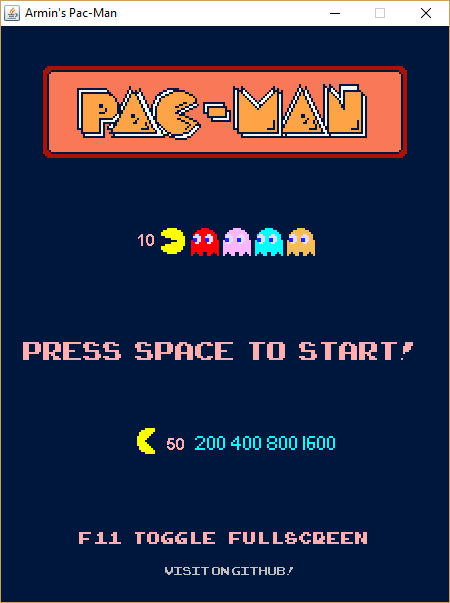 Armin's Pac-Man
PAC-MAN
10
PRESS SPACE TO START!
50 200 400 800 1600
F11 TOGGLE FULLSCREEN
VISIT ON GITHUB!